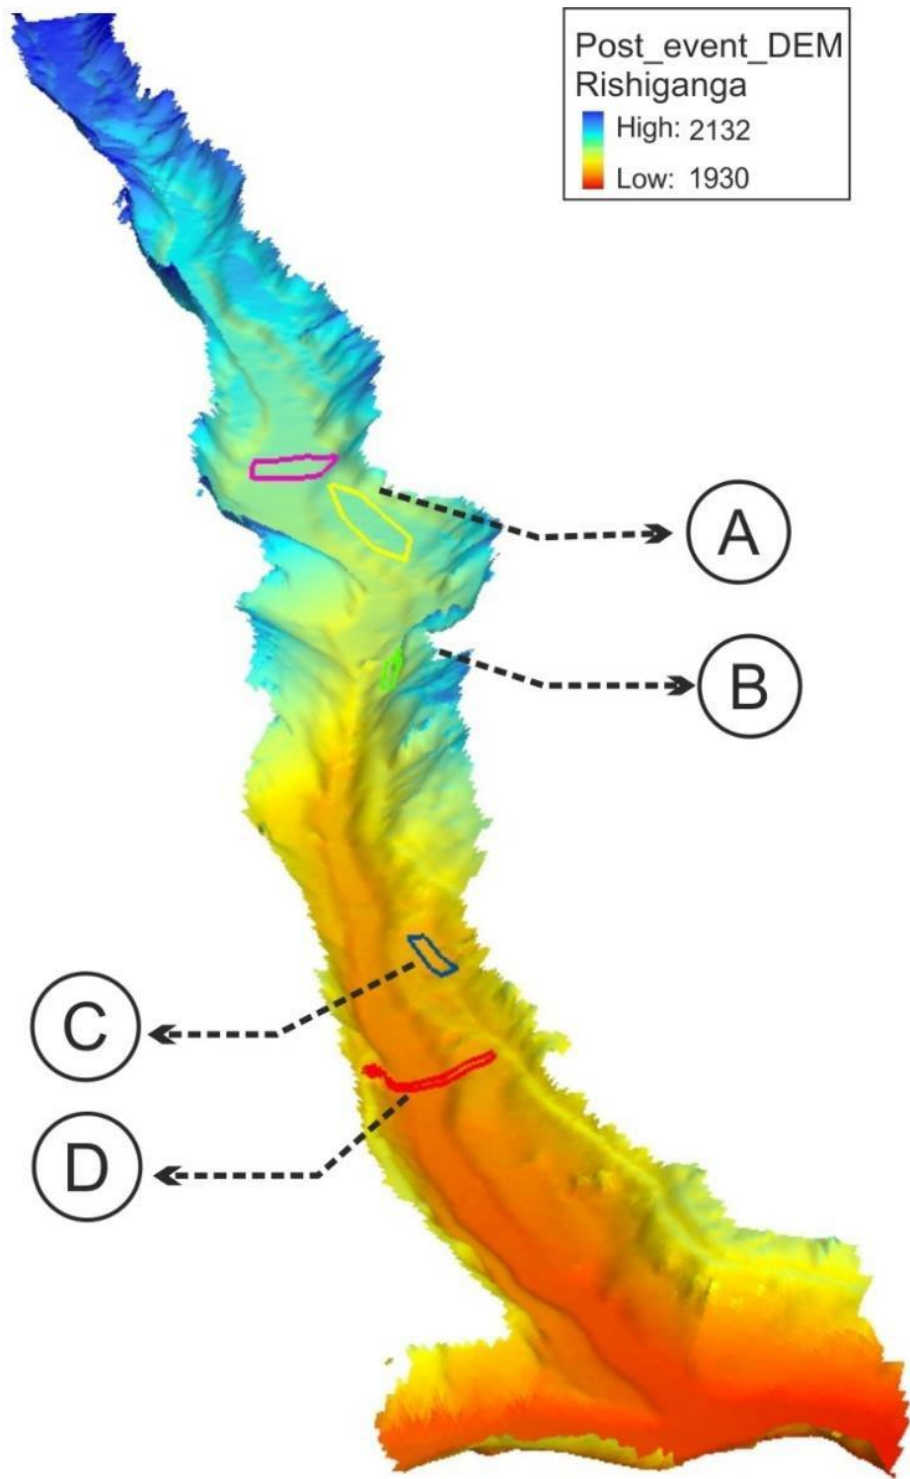 Post_event_DEM
Rishiganga
High: 2132
Low: 1930
A
B
C
D